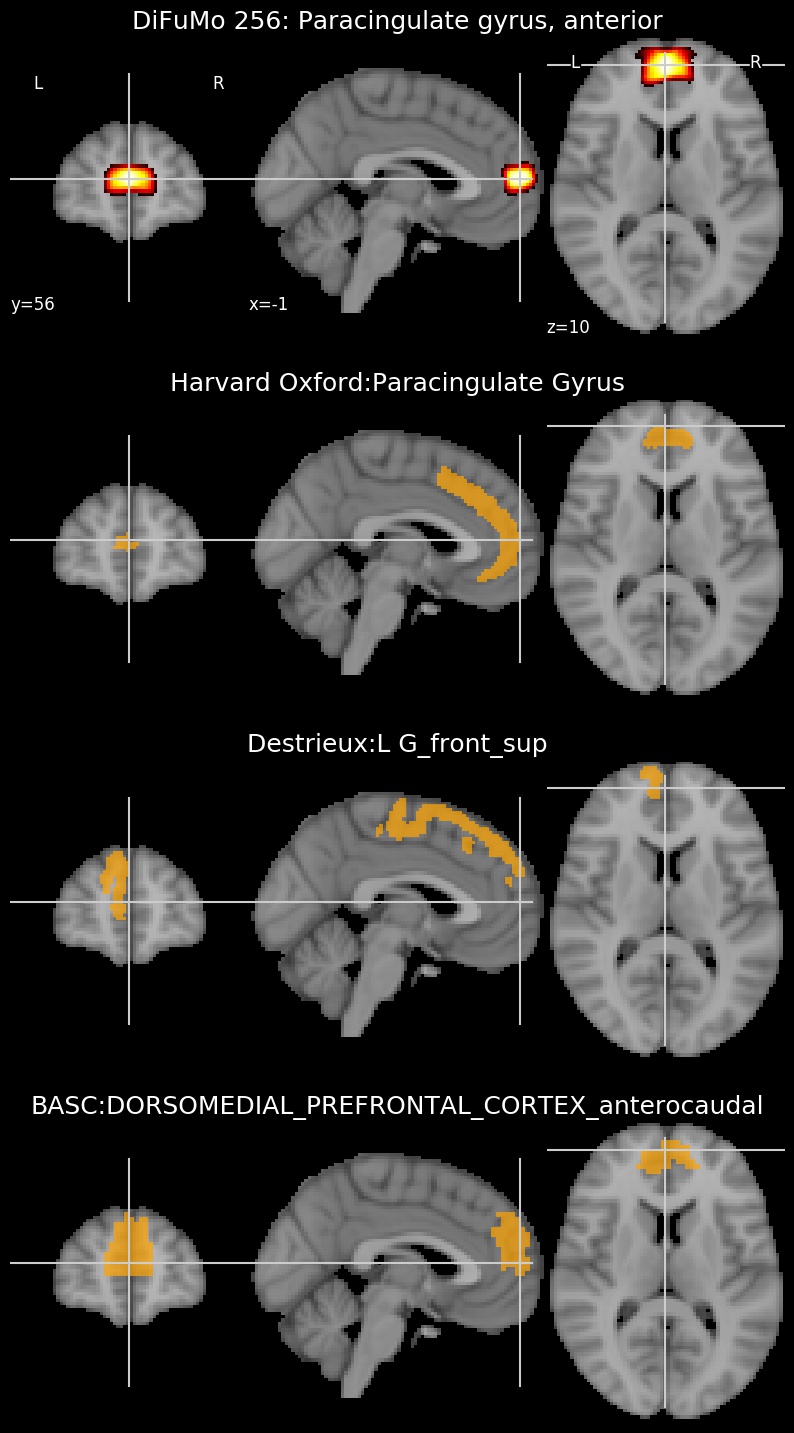 DiFuMo 256: Paracingulate gyrus, anterior
L R L R
y=56 x=-1 z=10
Harvard Oxford:Paracingulate Gyrus
Destrieux:L G_front_sup
BASC:DORSOMEDIAL_PREFRONTAL_CORTEX_anterocaudal